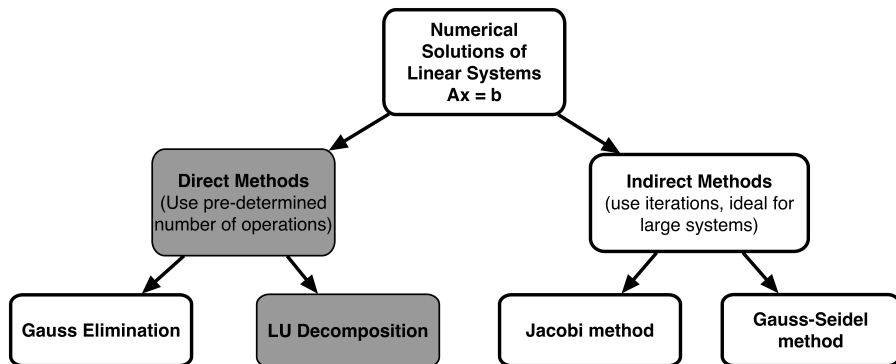 Numerical
Solutions of
Linear Systems
Ax = b
Direct Methods
(Use pre-determined
number of operations)
Indirect Methods
(use iterations, ideal for
large systems)
Gauss Elimination
LU Decomposition
Jacobi method
Gauss-Seidel
method